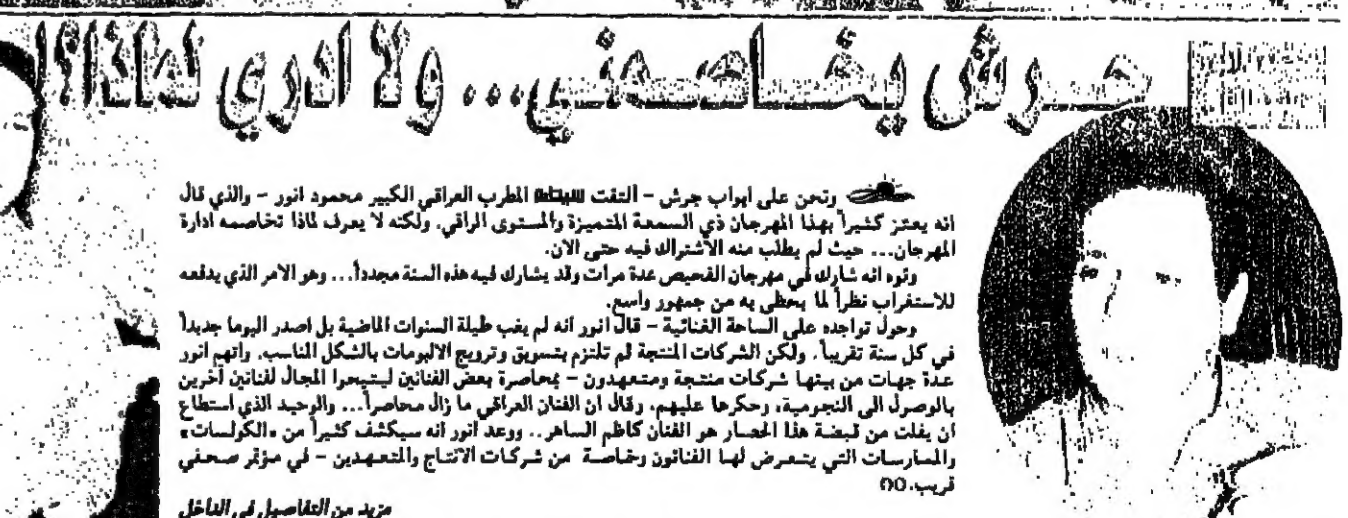 جرش يخاصمني... ولا ادري لماذا؟!
ونحن على ابواب جرش - التقت المطرب العراقي الكبير محمود انور - والذي قال
انه يعتز كثيراً بهذا المهرجان ذي السمعة المتميزة والمستوى الراقي، ولكنه لا يعرف لماذا تخاصمه ادارة
المهرجان... حيث لم يطلب منه الاشتراك فيه حتى الان.
ونوه انه شارك في مهرجان الفحيص عدة مرات وقد يشارك فيه هذه السنة مجدداً... وهو الامر الذي يدفعه
للاستغراب نظراً لما يحظى به من جمهور واسع.
وحول تواجده على الساحة الفنائية - قال انور انه لم يغب طيلة السنوات الماضية بل اصدر البوما جديداً
في كل سنة تقريباً، ولكن الشركات المنتجة لم تلتزم بتسويق وترويج الالبومات بالشكل المناسب. واتهم انور
عدة جهات من بينها شركات منتجة ومتعهدون - بمحاصرة بعض الفنانين ليتيحوا المجال لفنانين آخرين
بالوصول الى النجومية، وحكرها عليهم، وقال ان الفنان العراقي ما زال محاصراً... والوحيد الذي استطاع
ان يفلت من قبضة هذا الحصار هو الفنان كاظم الساهر.. ووعد انور انه سيكشف كثيراً من «الكولسات»
والممارسات التي يتعرض لها الفنانون وخاصة من شركات الانتاج والمتعهدين - في مؤتمر صحفي
قريب.
مزيد من التفاصيل في الداخل